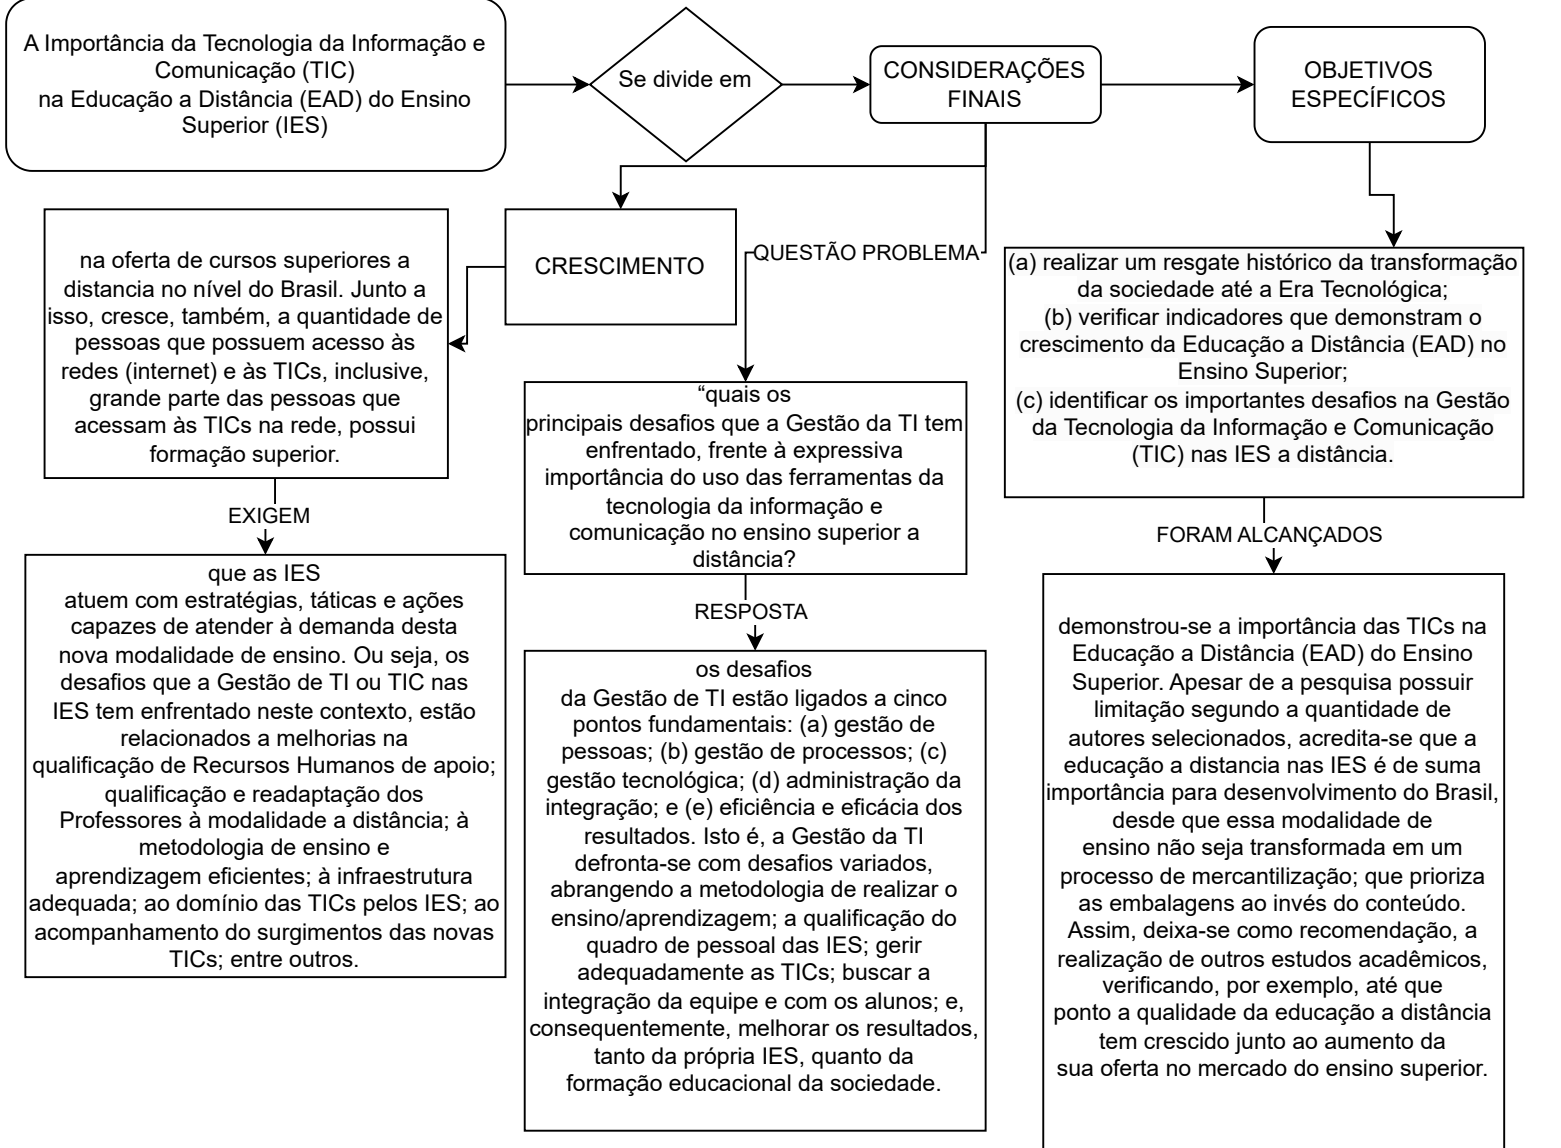 A Importância da Tecnologia da Informação e
Comunicação (TIC)
na Educação a Distância (EAD) do Ensino
Superior (IES)
Se divide em
CONSIDERAÇÕES
FINAIS
OBJETIVOS
ESPECÍFICOS
CRESCIMENTO
na oferta de cursos superiores a
distancia no nível do Brasil. Junto a
isso, cresce, também, a quantidade de
pessoas que possuem acesso às
redes (internet) e às TICs, inclusive,
grande parte das pessoas que
acessam às TICs na rede, possui
formação superior.
EXIGEM
que as IES
atuem com estratégias, táticas e ações
capazes de atender à demanda desta
nova modalidade de ensino. Ou seja, os
desafios que a Gestão de TI ou TIC nas
IES tem enfrentado neste contexto, estão
relacionados a melhorias na
qualificação de Recursos Humanos de apoio;
qualificação e readaptação dos
Professores à modalidade a distância; à
metodologia de ensino e
aprendizagem eficientes; à infraestrutura
adequada; ao domínio das TICs pelos IES; ao
acompanhamento do surgimentos das novas
TICs; entre outros.
QUESTÃO PROBLEMA
“quais os
principais desafios que a Gestão da TI tem
enfrentado, frente à expressiva
importância do uso das ferramentas da
tecnologia da informação e
comunicação no ensino superior a
distância?
RESPOSTA
os desafios
da Gestão de TI estão ligados a cinco
pontos fundamentais: (a) gestão de
pessoas; (b) gestão de processos; (c)
gestão tecnológica; (d) administração da
integração; e (e) eficiência e eficácia dos
resultados. Isto é, a Gestão da TI
defronta-se com desafios variados,
abrangendo a metodologia de realizar o
ensino/aprendizagem; a qualificação do
quadro de pessoal das IES; gerir
adequadamente as TICs; buscar a
integração da equipe e com os alunos; e,
consequentemente, melhorar os resultados,
tanto da própria IES, quanto da
formação educacional da sociedade.
(a) realizar um resgate histórico da transformação
da sociedade até a Era Tecnológica;
(b) verificar indicadores que demonstram o
crescimento da Educação a Distância (EAD) no
Ensino Superior;
(c) identificar os importantes desafios na Gestão
da Tecnologia da Informação e Comunicação
(TIC) nas IES a distância.
FORAM ALCANÇADOS
demonstrou-se a importância das TICs na
Educação a Distância (EAD) do Ensino
Superior. Apesar de a pesquisa possuir
limitação segundo a quantidade de
autores selecionados, acredita-se que a
educação a distancia nas IES é de suma
importância para desenvolvimento do Brasil,
desde que essa modalidade de
ensino não seja transformada em um
processo de mercantilização; que prioriza
as embalagens ao invés do conteúdo.
Assim, deixa-se como recomendação, a
realização de outros estudos acadêmicos,
verificando, por exemplo, até que
ponto a qualidade da educação a distância
tem crescido junto ao aumento da
sua oferta no mercado do ensino superior.